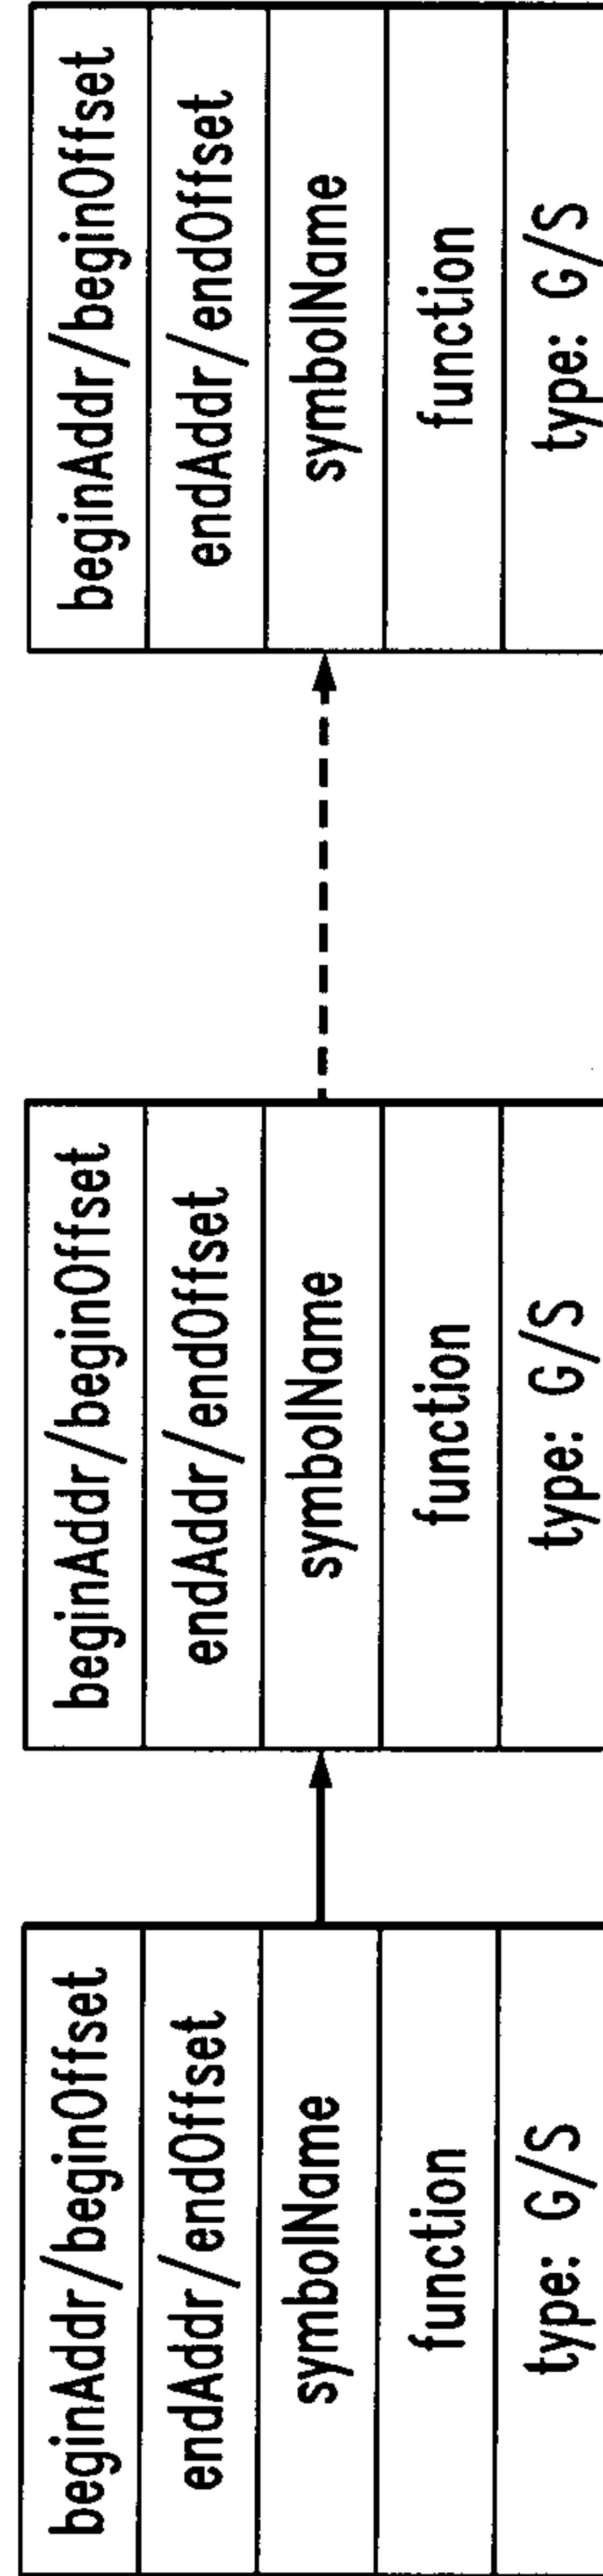 beginAddr/beginOffset
endAddr/endOffset
symbolName
function
type: G/S
beginAddr/beginOffset
endAddr/endOffset
symbolName
function
type: G/S
beginAddr/beginOffset
endAddr/endOffset
symbolName
function
type: G/S